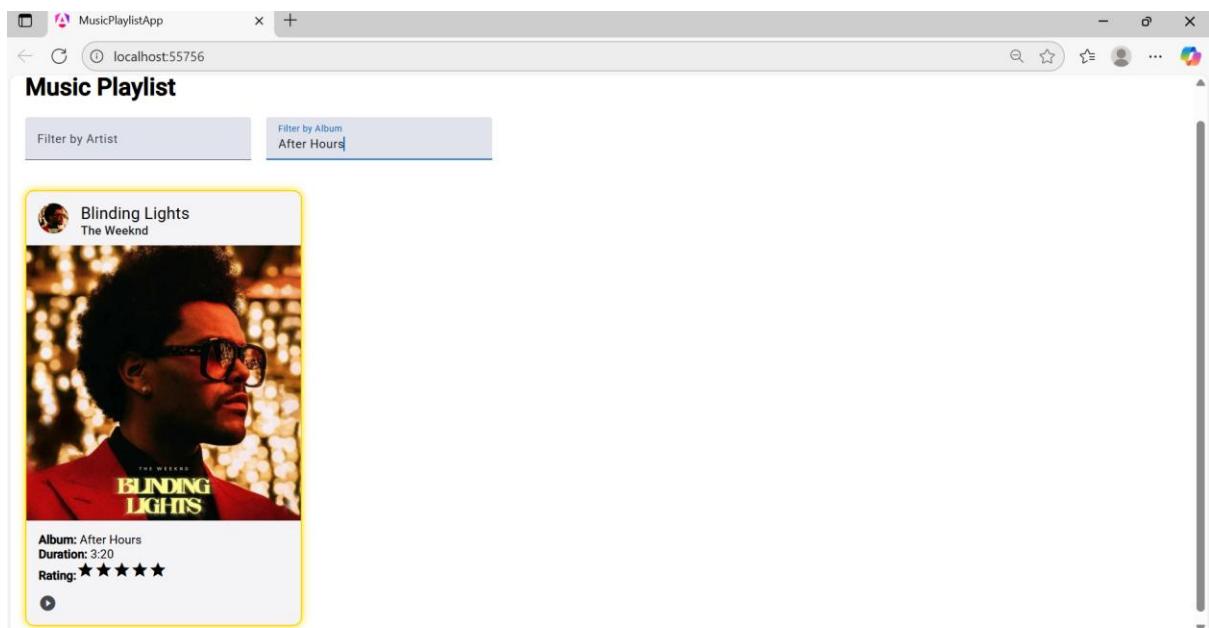 MusicPlaylistApp
localhost:55756
Music Playlist
Filter by Artist
Filter by Album
After Hours
Blinding Lights
The Weeknd
THE WEEKND
BLINDING
LIGHTS
Album: After Hours
Duration: 3:20
Rating: